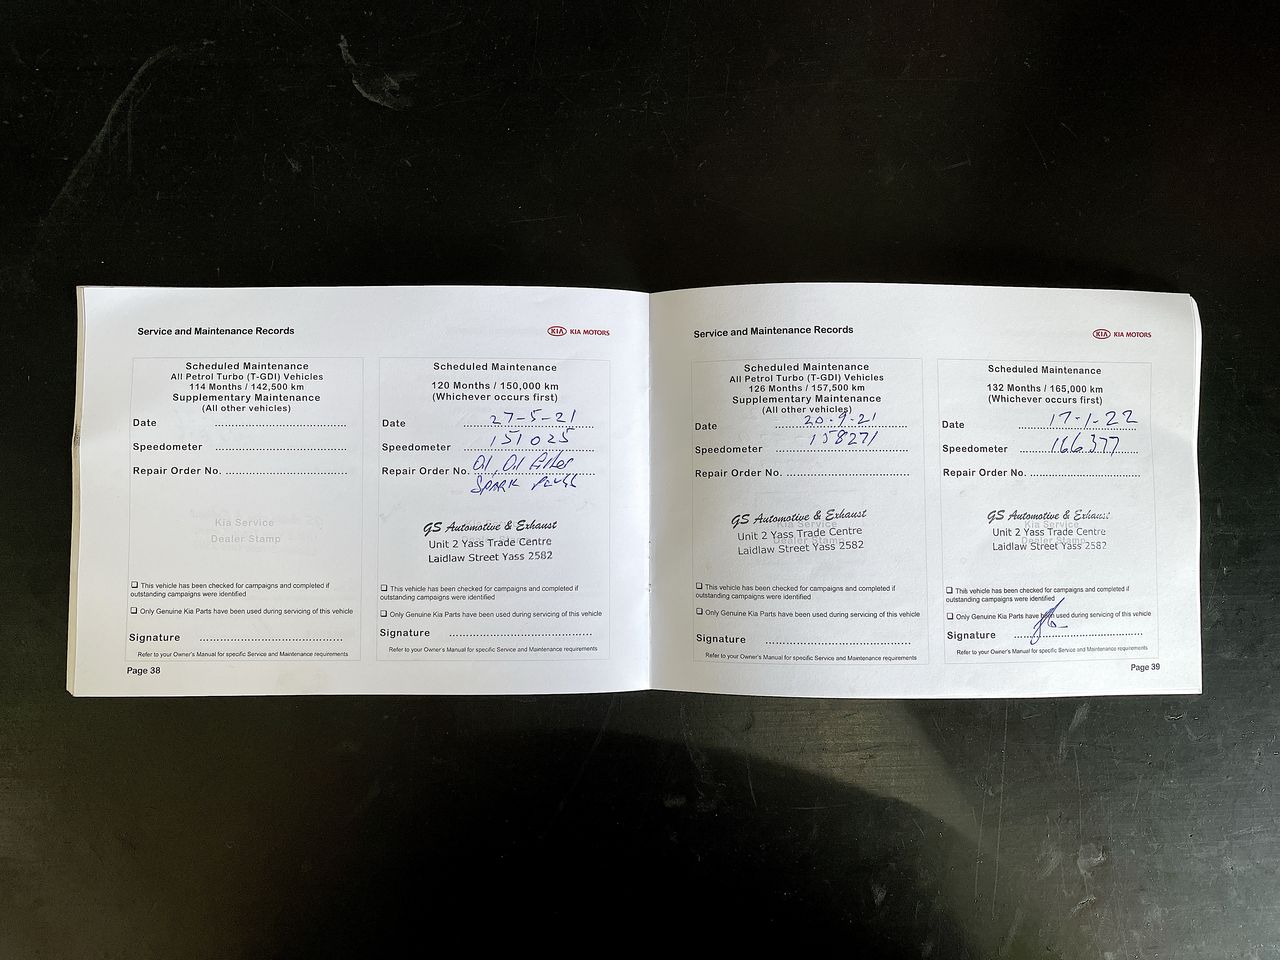 Service and Maintenance Records
KIA KIA MOTORS
Scheduled Maintenance
All Petrol Turbo (T-GDI) Vehicles
114 Months / 142,500 km
Supplementary Maintenance
(All other vehicles)
Date
Speedometer
Repair Order No.
Kia Service
Dealer Stamp
❑ This vehicle has been checked for campaigns and completed if
outstanding campaigns were identified
❑ Only Genuine Kia Parts have been used during servicing of this vehicle
Signature
Refer to your Owner's Manual for specific Service and Maintenance requirements
Page 38
Scheduled Maintenance
120 Months / 150,000 km
(Whichever occurs first)
Date 27-5-21
Speedometer 151025
Repair Order No. Oil, Oil Filter
SPARK PLUGS
GS Automotive & Exhaust
Unit 2 Yass Trade Centre
Laidlaw Street Yass 2582
❑ This vehicle has been checked for campaigns and completed if
outstanding campaigns were identified
❑ Only Genuine Kia Parts have been used during servicing of this vehicle
Signature
Refer to your Owner's Manual for specific Service and Maintenance requirements
Service and Maintenance Records
KIA KIA MOTORS
Scheduled Maintenance
All Petrol Turbo (T-GDI) Vehicles
126 Months / 157,500 km
Supplementary Maintenance
(All other vehicles)
Date 20-9-21
Speedometer 158271
Repair Order No.
Kia Service
Dealer Stamp
GS Automotive & Exhaust
Unit 2 Yass Trade Centre
Laidlaw Street Yass 2582
❑ This vehicle has been checked for campaigns and completed if
outstanding campaigns were identified
❑ Only Genuine Kia Parts have been used during servicing of this vehicle
Signature
Refer to your Owner's Manual for specific Service and Maintenance requirements
Scheduled Maintenance
132 Months / 165,000 km
(Whichever occurs first)
Date 17-1-22
Speedometer 166377
Repair Order No.
Kia Service
Dealer Stamp
GS Automotive & Exhaust
Unit 2 Yass Trade Centre
Laidlaw Street Yass 2582
❑ This vehicle has been checked for campaigns and completed if
outstanding campaigns were identified
❑ Only Genuine Kia Parts have been used during servicing of this vehicle
Signature
Refer to your Owner's Manual for specific Service and Maintenance requirements
Page 39